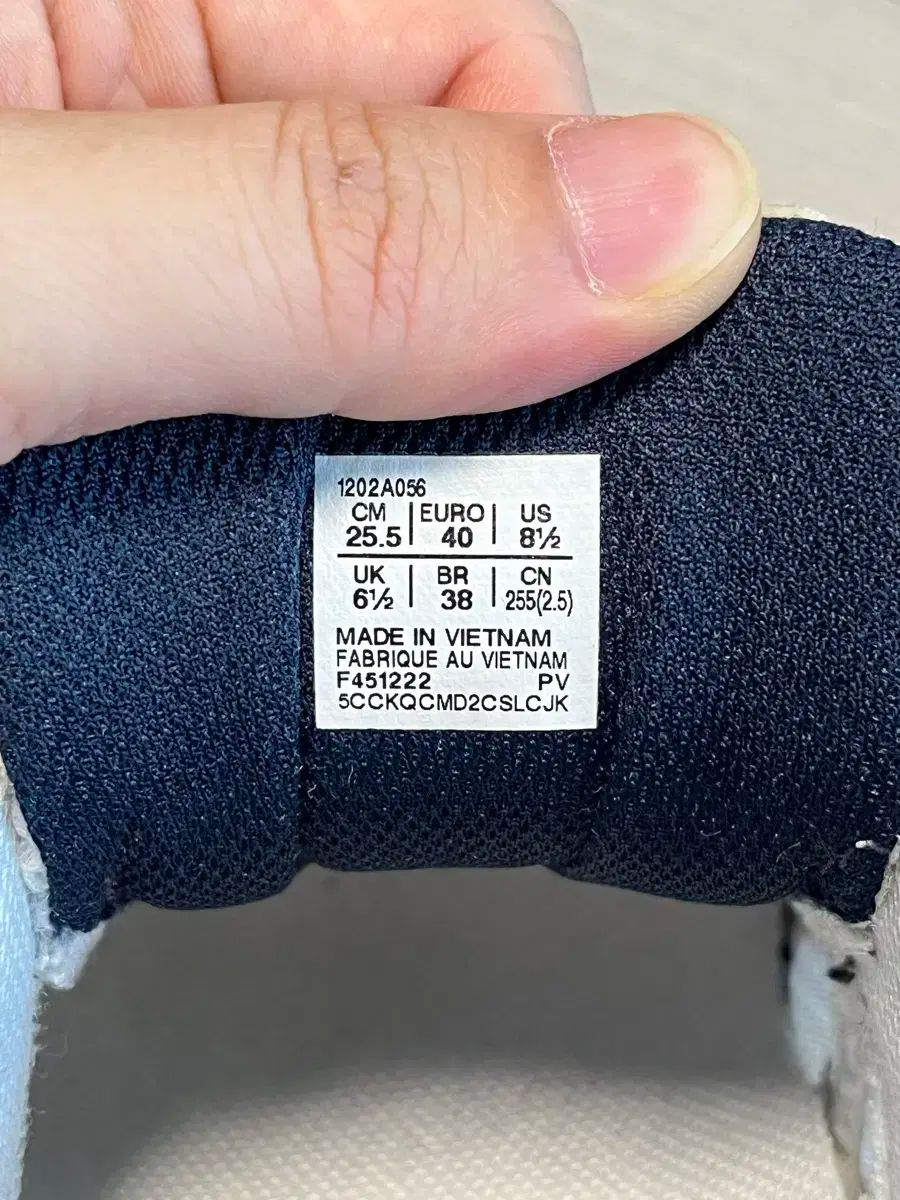 1202A056
CM | EURO | US
25.5 | 40 | 8½
UK | BR | CN
6½ | 38 | 255(2.5)
MADE IN VIETNAM
FABRIQUE AU VIETNAM
F451222 PV
5CCKQCMD2CSLCJK